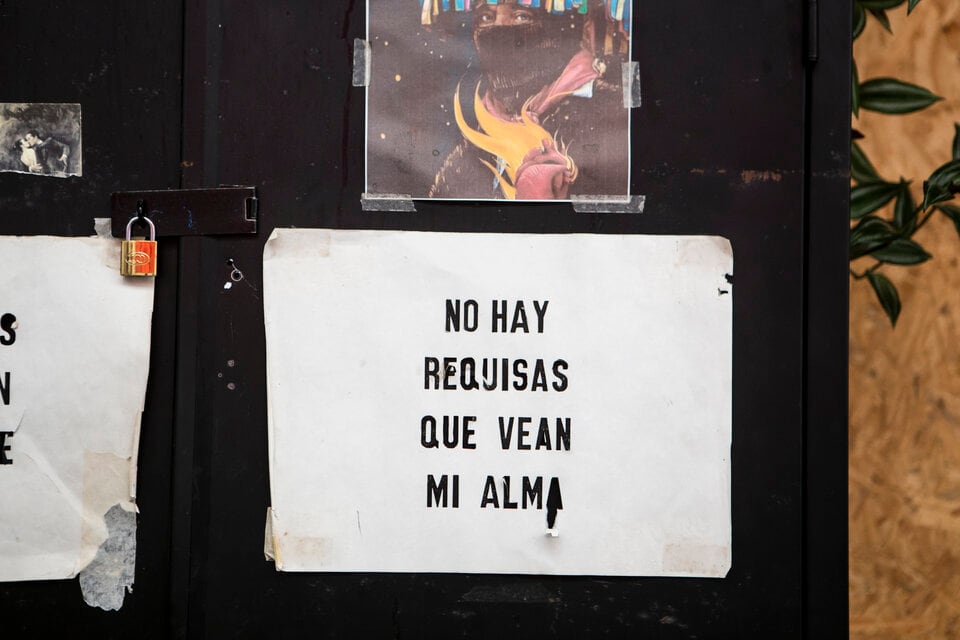 S
N
E
NO HAY
REQUISAS
QUE VEAN
MI ALMA